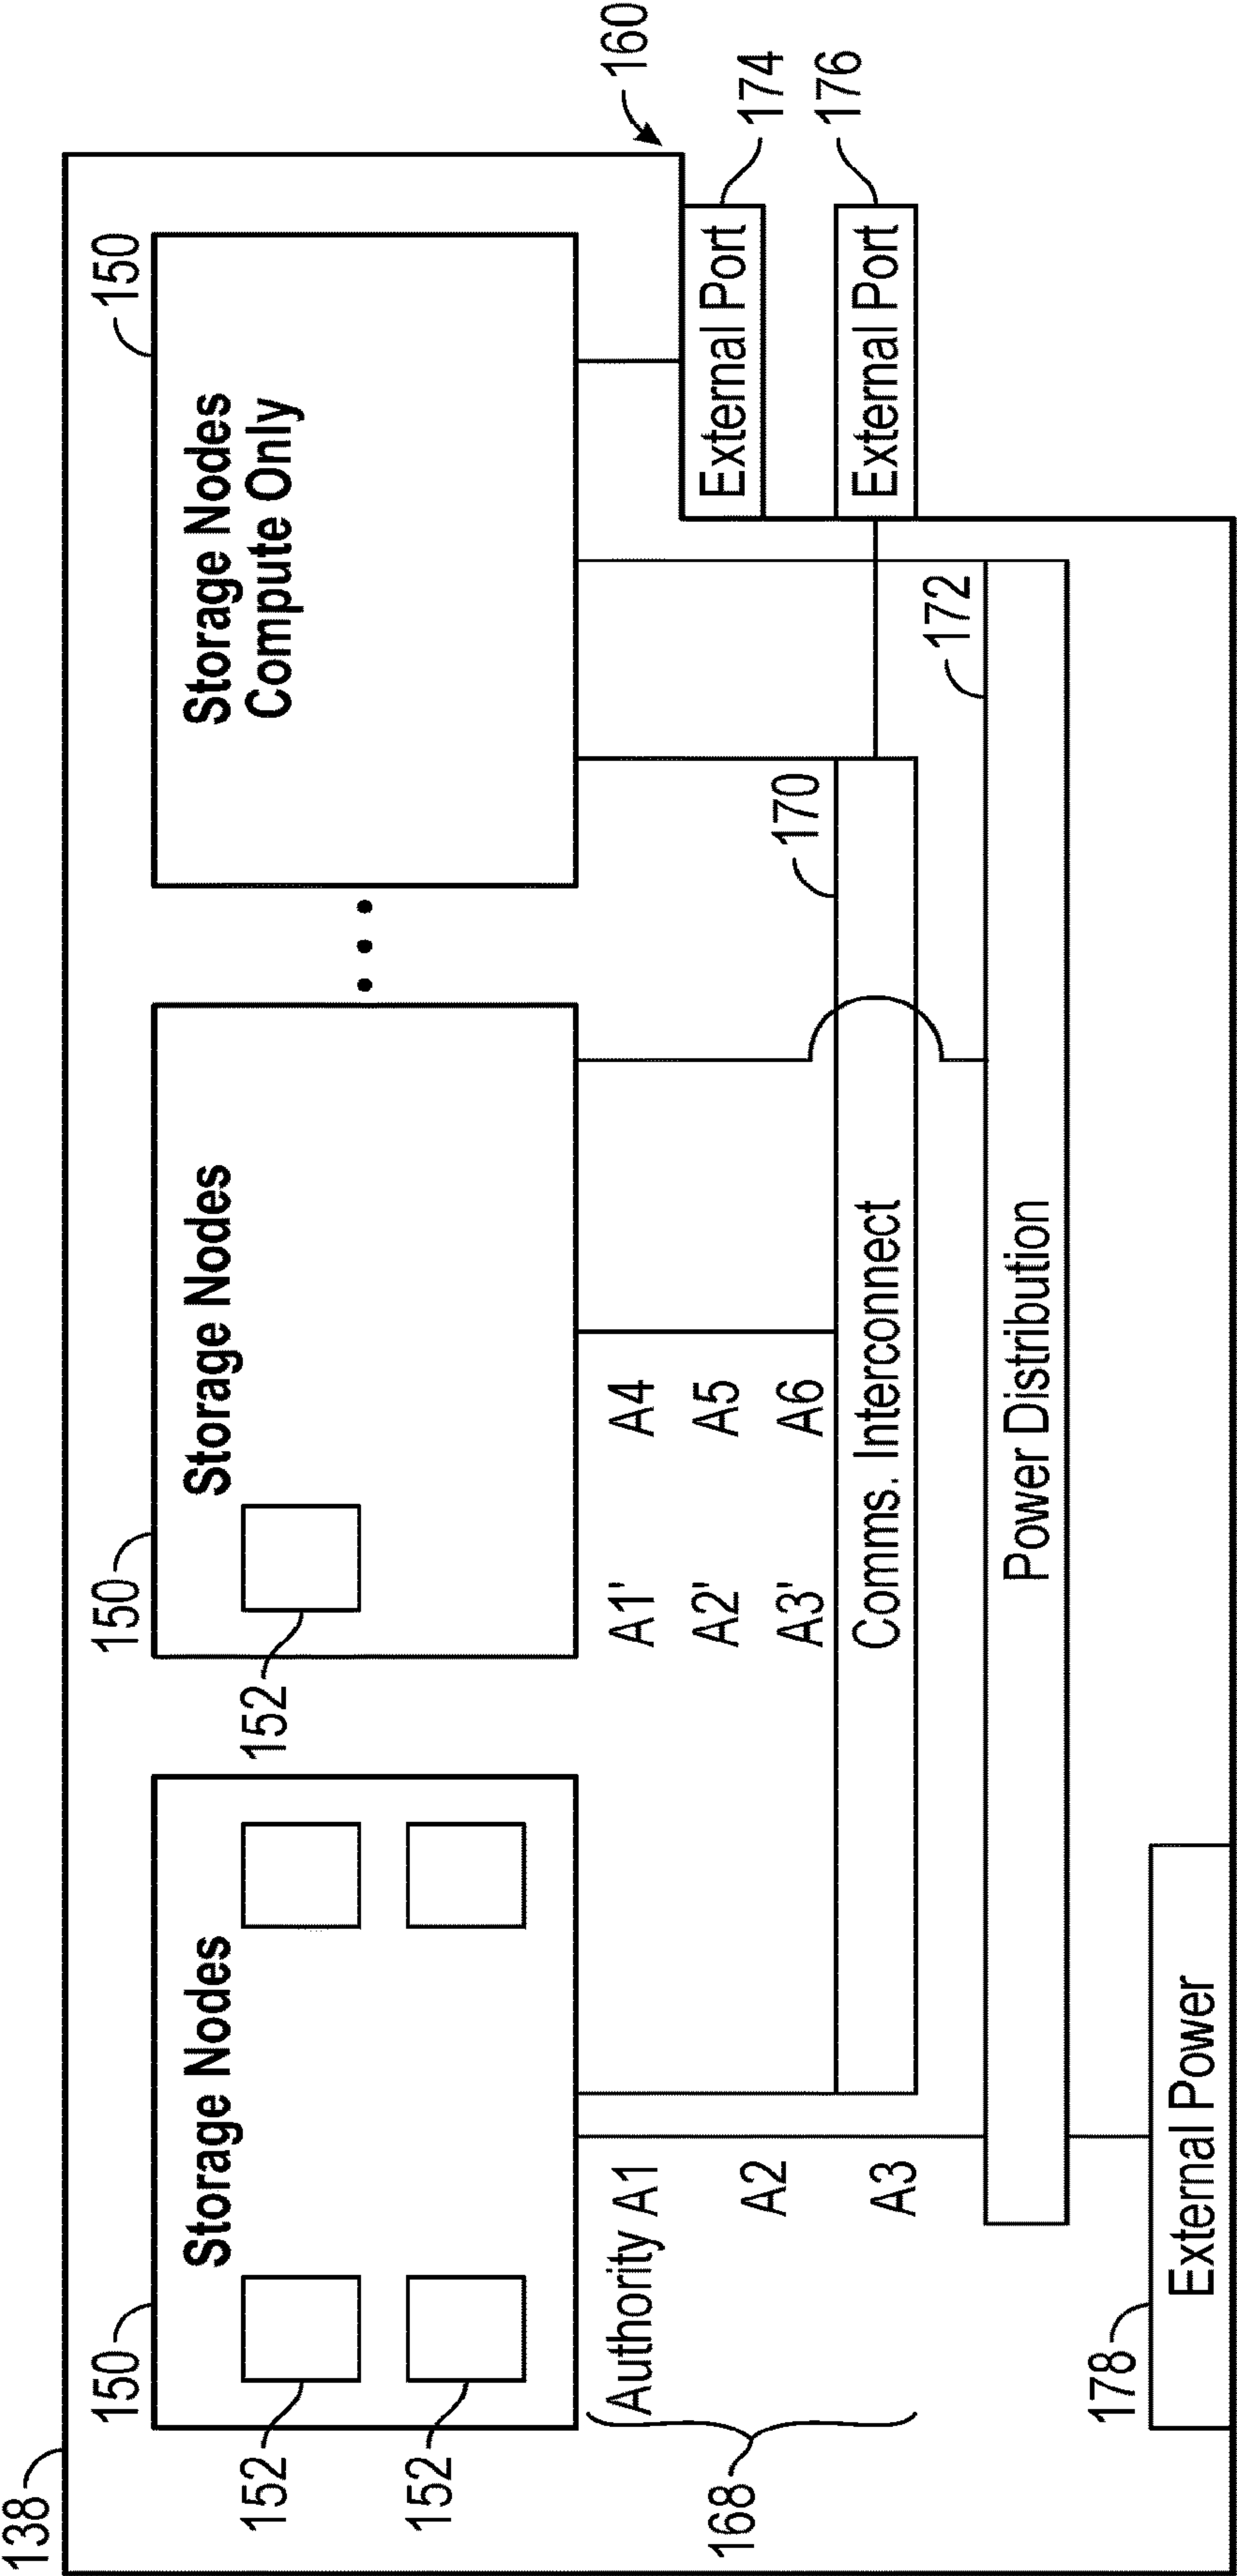 138
150
150
150
160
Storage Nodes
Storage Nodes
Storage Nodes
Compute Only
152
152
152
168
Authority A1
A2
A3
A1'
A4
A2'
A5
A3'
A6
170
Comms. Interconnect
172
Power Distribution
External Port
174
External Port
176
178
External Power